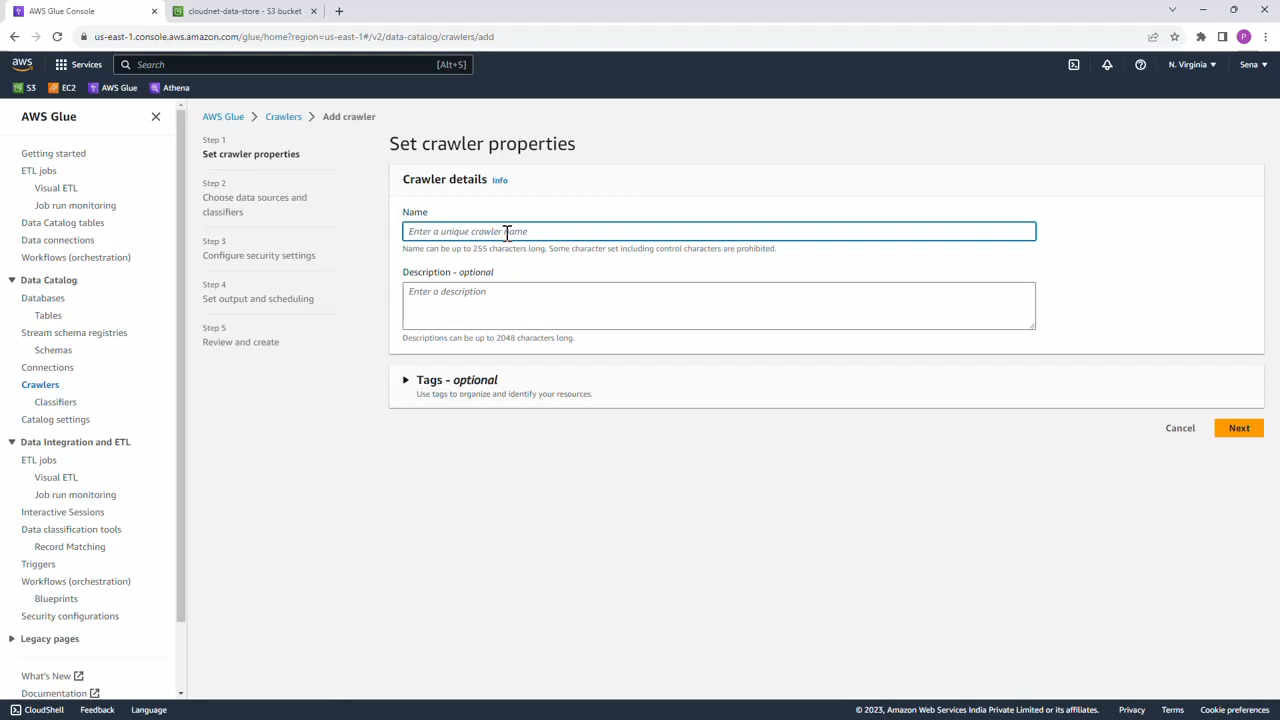 AWS Glue Console
cloudnet-data-store - S3 bucket
us-east-1.console.aws.amazon.com/glue/home?region=us-east-1#/v2/data-catalog/crawlers/add
P
aws
Services
Search
[Alt+S]
N. Virginia
Sena
S3
EC2
AWS Glue
Athena
AWS Glue
Getting started
ETL jobs
Visual ETL
Job run monitoring
Data Catalog tables
Data connections
Workflows (orchestration)
Data Catalog
Databases
Tables
Stream schema registries
Schemas
Connections
Crawlers
Classifiers
Catalog settings
Data Integration and ETL
ETL jobs
Visual ETL
Job run monitoring
Interactive Sessions
Data classification tools
Record Matching
Triggers
Workflows (orchestration)
Blueprints
Security configurations
Legacy pages
What's New
Documentation
AWS Glue > Crawlers > Add crawler
Step 1
Set crawler properties
Step 2
Choose data sources and
classifiers
Step 3
Configure security settings
Step 4
Set output and scheduling
Step 5
Review and create
Set crawler properties
Crawler details Info
Name
Enter a unique crawler name
Name can be up to 255 characters long. Some character set including control characters are prohibited.
Description - optional
Enter a description
Descriptions can be up to 2048 characters long.
Tags - optional
Use tags to organize and identify your resources.
Cancel
Next
CloudShell
Feedback
Language
© 2023, Amazon Web Services India Private Limited or its affiliates.
Privacy
Terms
Cookie preferences